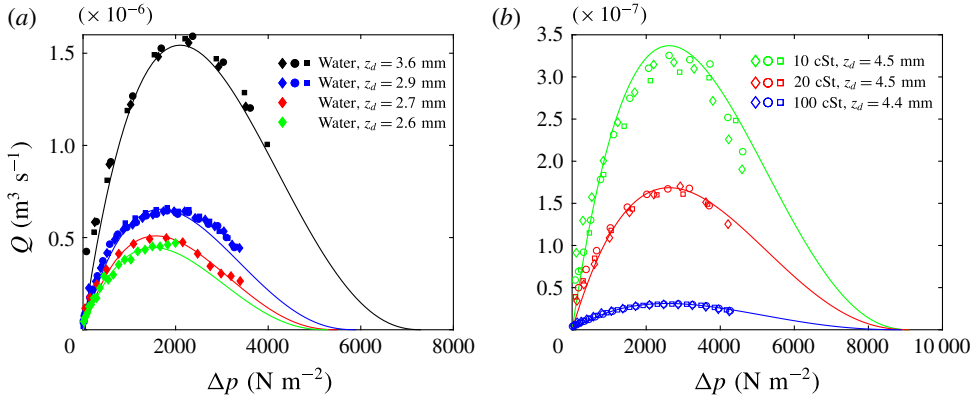 (a)
(× 10⁻⁶)
1.5
1.0
0.5
0
2000
4000
6000
8000
Q (m³ s⁻¹)
Δp (N m⁻²)
Water, z_d = 3.6 mm
Water, z_d = 2.9 mm
Water, z_d = 2.7 mm
Water, z_d = 2.6 mm
(b)
(× 10⁻⁷)
3.5
3.0
2.5
2.0
1.5
1.0
0.5
0
2000
4000
6000
8000
10 000
Δp (N m⁻²)
10 cSt, z_d = 4.5 mm
20 cSt, z_d = 4.5 mm
100 cSt, z_d = 4.4 mm